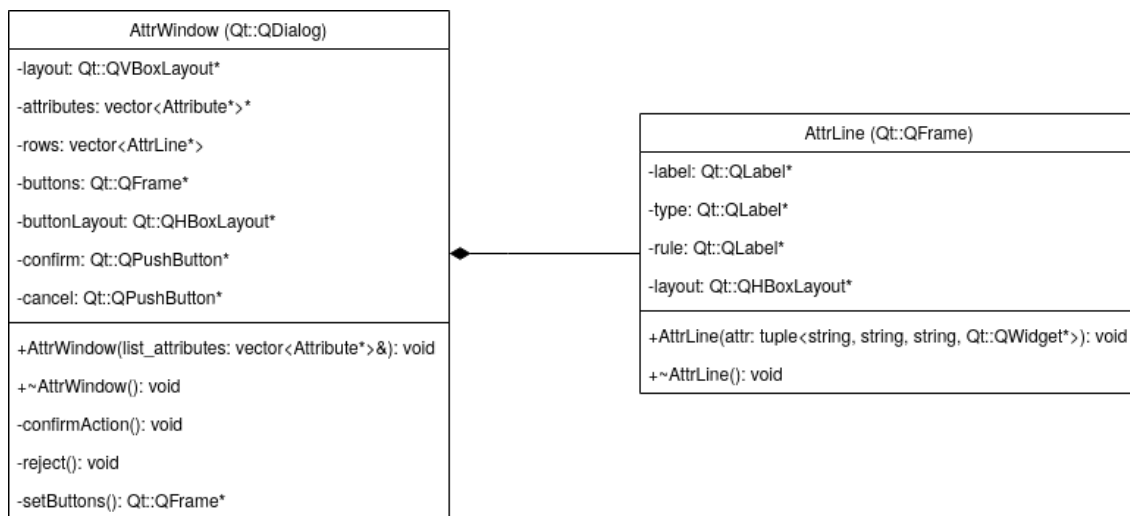 AttrWindow (Qt::QDialog)
-layout: Qt::QVBoxLayout*
-attributes: vector<Attribute*>*
-rows: vector<AttrLine*>
-buttons: Qt::QFrame*
-buttonLayout: Qt::QHBoxLayout*
-confirm: Qt::QPushButton*
-cancel: Qt::QPushButton*
+AttrWindow(list_attributes: vector<Attribute*>&): void
+~AttrWindow(): void
-confirmAction(): void
-reject(): void
-setButtons(): Qt::QFrame*
AttrLine (Qt::QFrame)
-label: Qt::QLabel*
-type: Qt::QLabel*
-rule: Qt::QLabel*
-layout: Qt::QHBoxLayout*
+AttrLine(attr: tuple<string, string, string, Qt::QWidget*>): void
+~AttrLine(): void